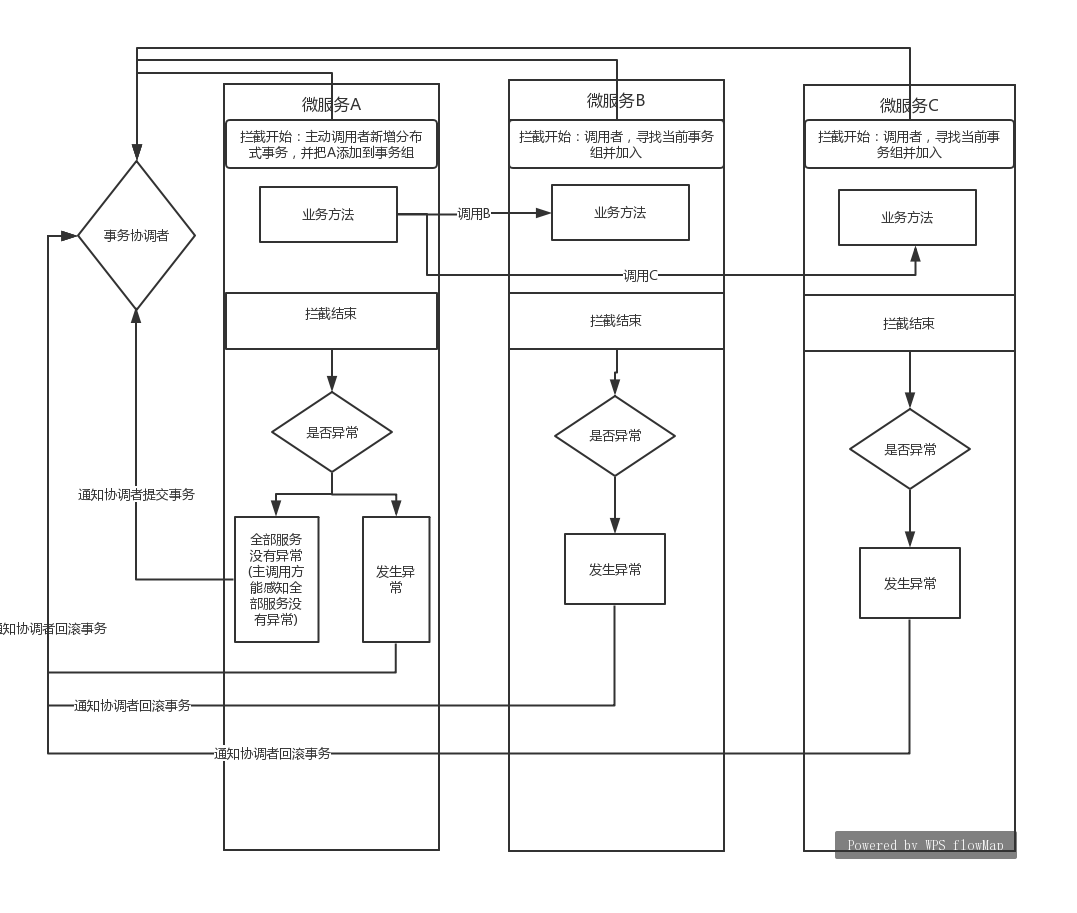 微服务A
微服务B
微服务C
拦截开始：主动调用者新增分布
式事务，并把A添加到事务组
拦截开始：调用者，寻找当前事务
组并加入
拦截开始：调用者，寻找当前事
务组并加入
业务方法
调用B
业务方法
业务方法
事务协调者
调用C
拦截结束
拦截结束
拦截结束
是否异常
是否异常
是否异常
通知协调者提交事务
全部服务
没有异常
(主调用方
能感知全
部服务没
有异常)
发生异
常
发生异常
发生异常
通知协调者回滚事务
通知协调者回滚事务
通知协调者回滚事务
Powered by WPS flowMap